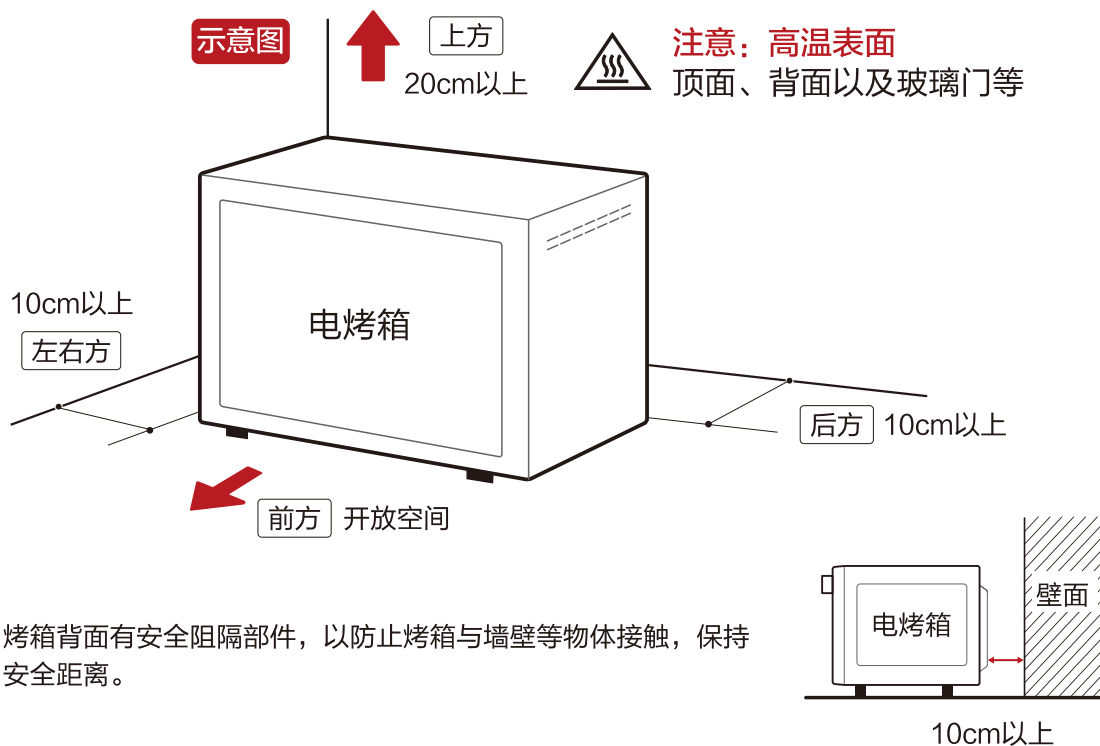 示意图
上方
20cm以上
注意：高温表面
顶面、背面以及玻璃门等
10cm以上
左右方
电烤箱
后方 10cm以上
前方 开放空间
烤箱背面有安全阻隔部件，以防止烤箱与墙壁等物体接触，保持
安全距离。
电烤箱
壁面
10cm以上